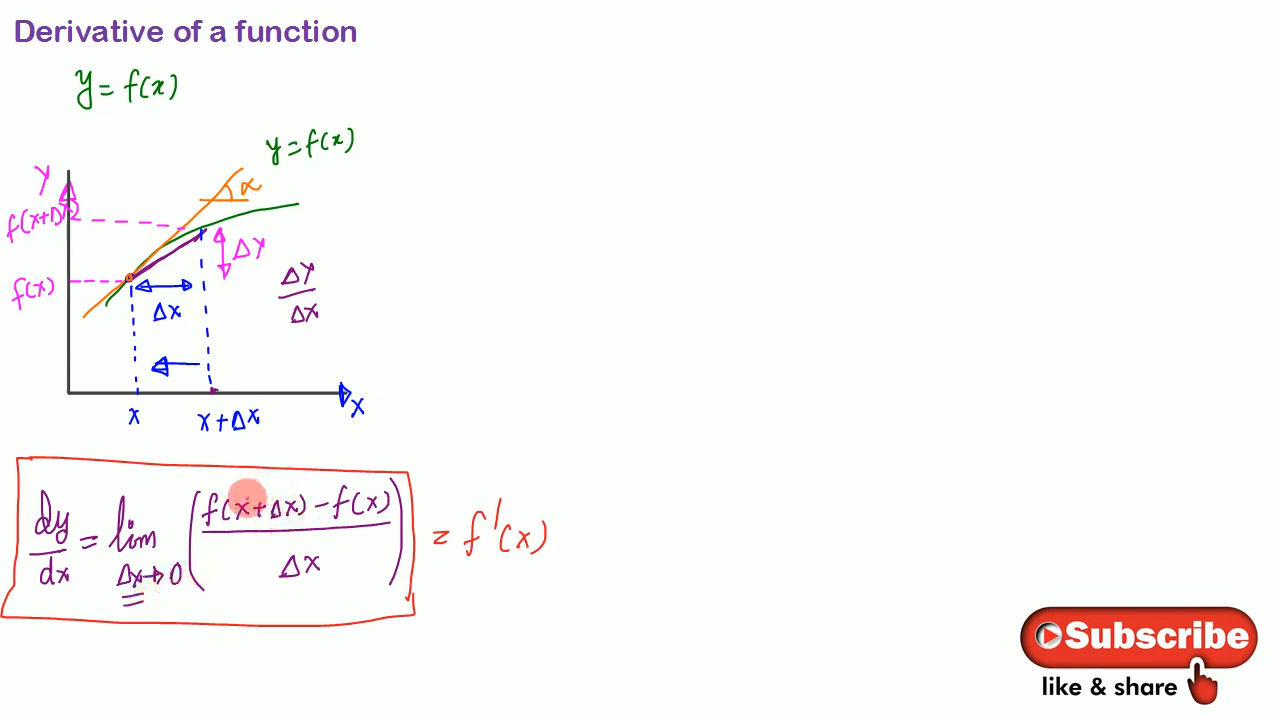 Derivative of a function
y = f(x)
y = f(x)
Y
α
f(x+Δx)
ΔY
f(x)
ΔY
Δx
Δx
x
x+Δx
X
dy/dx = lim Δx→0 (f(x+Δx) - f(x) / Δx) = f'(x)
Subscribe
like & share